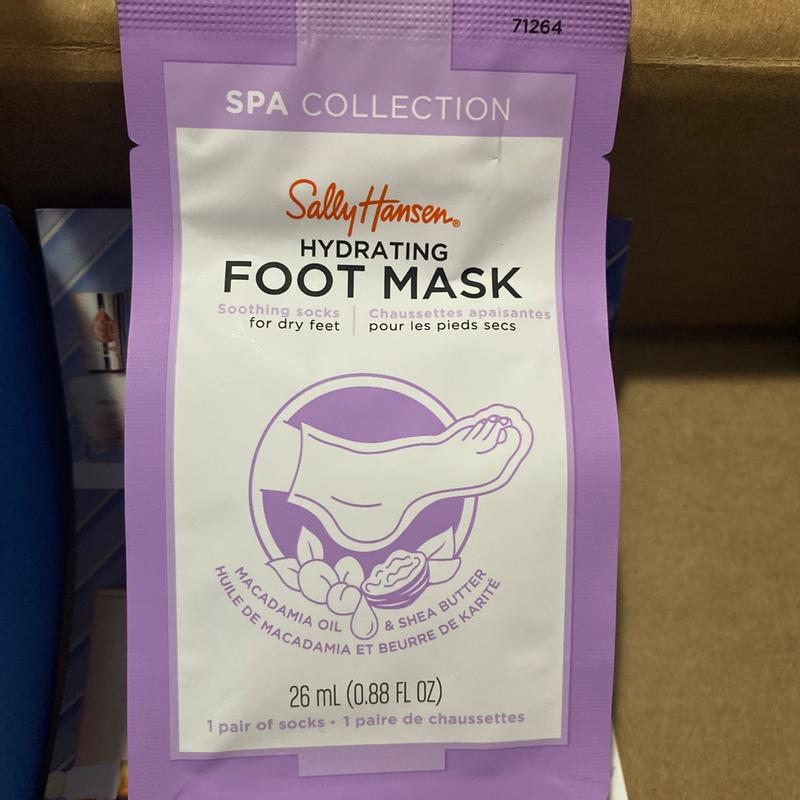 71264
SPA COLLECTION
Sally Hansen®
HYDRATING
FOOT MASK
Soothing socks
for dry feet
Chaussettes apaisantes
pour les pieds secs
MACADAMIA OIL & SHEA BUTTER
HUILE DE MACADAMIA ET BEURRE DE KARITÉ
26 mL (0.88 FL OZ)
1 pair of socks • 1 paire de chaussettes